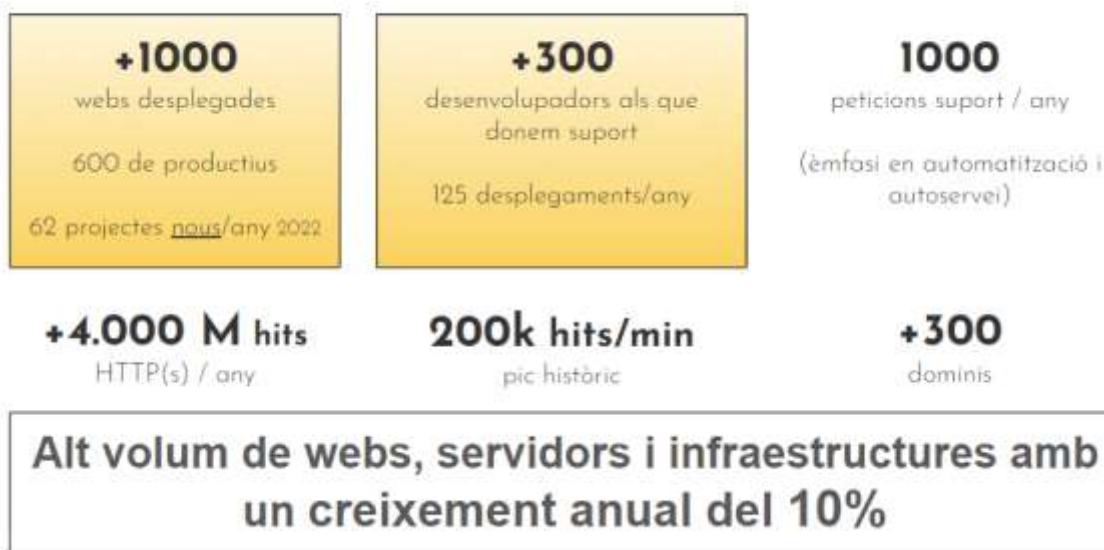 +1000
webs desplegades
600 de productius
62 projectes nous/any 2022
+300
desenvolupadors als que
donem suport
125 desplegaments/any
1000
peticions suport / any
(èmfasi en automatització i
autoservei)
+4.000 M hits
HTTP(s) / any
200k hits/min
pic històric
+300
dominis
Alt volum de webs, servidors i infraestructures amb
un creixement anual del 10%